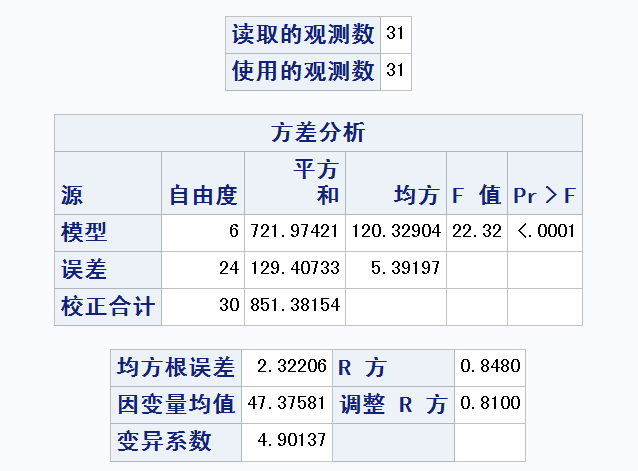 读取的观测数 31
使用的观测数 31
方差分析
源 自由度 平方和 均方 F 值 Pr > F
模型 6 721.97421 120.32904 22.32 <.0001
误差 24 129.40733 5.39197
校正合计 30 851.38154
均方根误差 2.32206 R 方 0.8480
因变量均值 47.37581 调整 R 方 0.8100
变异系数 4.90137